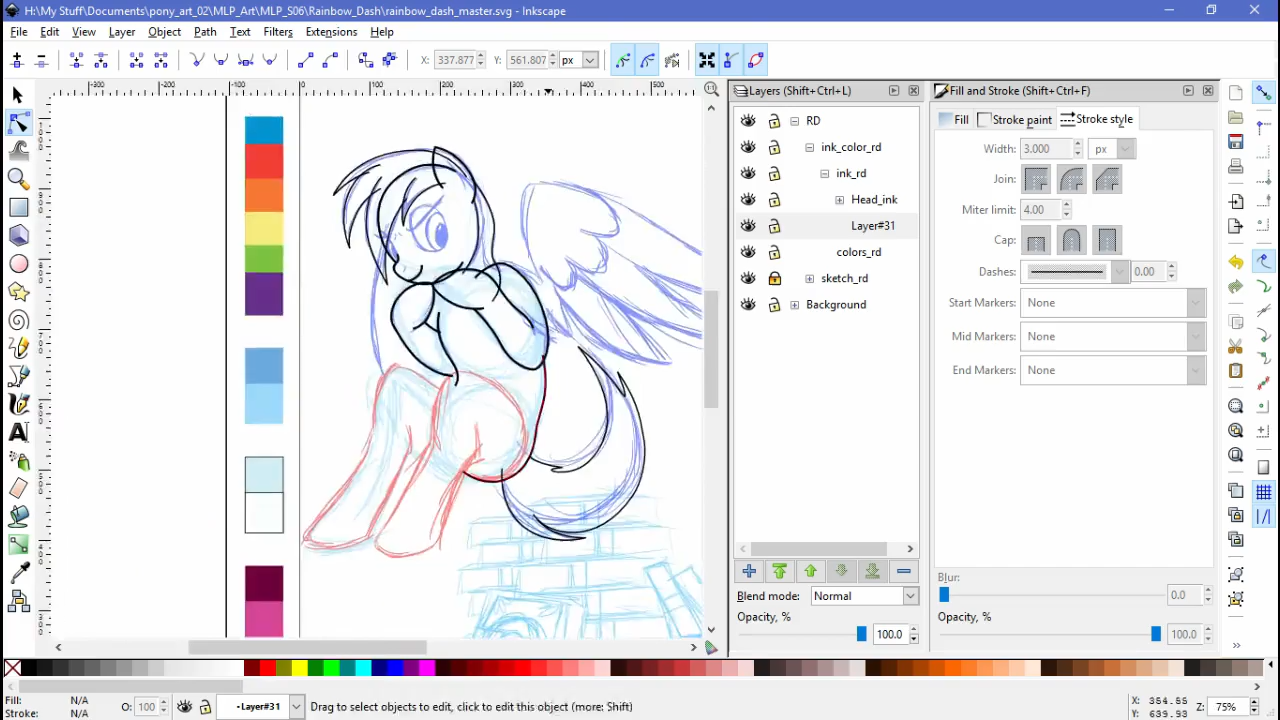 H:\My Stuff\Documents\pony_art_02\MLP_Art\MLP_S06\Rainbow_Dash\rainbow_dash_master.svg - Inkscape
File Edit View Layer Object Path Text Filters Extensions Help
X: 337.877 Y: 561.807 px
Layers (Shift+Ctrl+L) Fill and Stroke (Shift+Ctrl+F)
RD
ink_color_rd
ink_rd
Head_ink
Layer#31
colors_rd
sketch_rd
Background
Fill Stroke paint Stroke style
Width: 3.000 px
Join:
Miter limit: 4.00
Cap:
Dashes: 0.00
Start Markers: None
Mid Markers: None
End Markers: None
Blend mode: Normal
Opacity, %
100.0
Blur:
0.0
Opacity, %
100.0
Fill: N/A
Stroke: N/A
O: 100
-Layer#31
Drag to select objects to edit, click to edit this object (more: Shift)
X: 354.55
Y: 639.93
Z: 75%